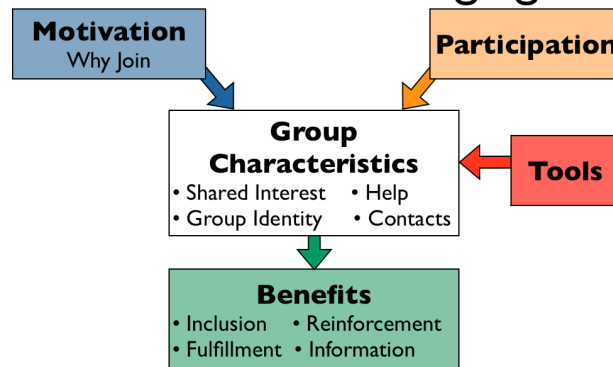 Motivation
Why Join
Participation
Group
Characteristics
• Shared Interest • Help
• Group Identity • Contacts
Tools
Benefits
• Inclusion • Reinforcement
• Fulfillment • Information